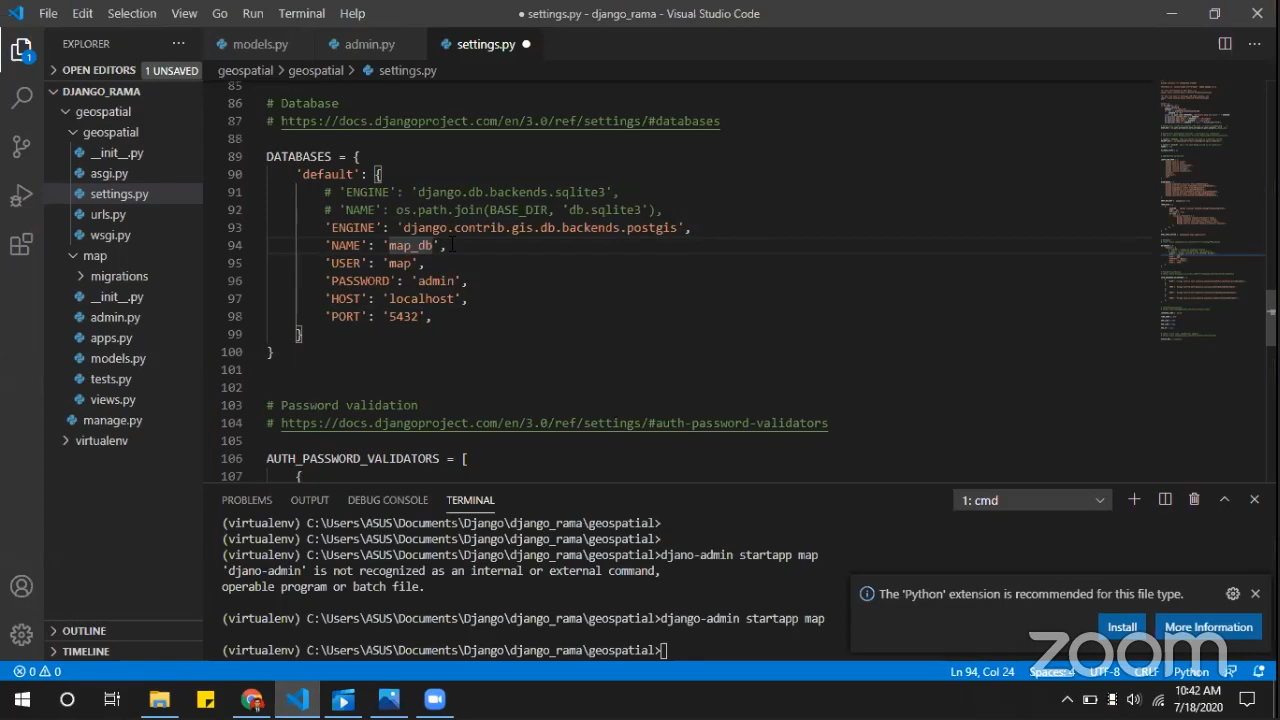 File Edit Selection View Go Run Terminal Help
● settings.py - django_rama - Visual Studio Code
EXPLORER
models.py admin.py settings.py ●
OPEN EDITORS 1 UNSAVED
geospatial > geospatial > settings.py
DJANGO_RAMA
geospatial
geospatial
__init__.py
asgi.py
settings.py
urls.py
wsgi.py
map
migrations
__init__.py
admin.py
apps.py
models.py
tests.py
views.py
manage.py
virtualenv
OUTLINE
TIMELINE
85
86 # Database
87 # https://docs.djangoproject.com/en/3.0/ref/settings/#databases
88
89 DATABASES = {
90 'default': {
91 # 'ENGINE': 'django.db.backends.sqlite3',
92 # 'NAME': os.path.join(BASE_DIR, 'db.sqlite3'),
93 'ENGINE': 'django.contrib.gis.db.backends.postgis',
94 'NAME': 'map_db',
95 'USER': 'map',
96 'PASSWORD': 'admin',
97 'HOST': 'localhost',
98 'PORT': '5432',
99 }
100 }
101
102
103 # Password validation
104 # https://docs.djangoproject.com/en/3.0/ref/settings/#auth-password-validators
105
106 AUTH_PASSWORD_VALIDATORS = [
107 {
PROBLEMS OUTPUT DEBUG CONSOLE TERMINAL 1: cmd
(virtualenv) C:\Users\ASUS\Documents\Django\django_rama\geospatial>
(virtualenv) C:\Users\ASUS\Documents\Django\django_rama\geospatial>
(virtualenv) C:\Users\ASUS\Documents\Django\django_rama\geospatial>djano-admin startapp map
'djano-admin' is not recognized as an internal or external command,
operable program or batch file.
(virtualenv) C:\Users\ASUS\Documents\Django\django_rama\geospatial>django-admin startapp map
(virtualenv) C:\Users\ASUS\Documents\Django\django_rama\geospatial>
The 'Python' extension is recommended for this file type.
Install More Information
zoom
0 0 Ln 94, Col 24 Spaces: 4 UTF-8 CRLF Python
10:42 AM
7/18/2020